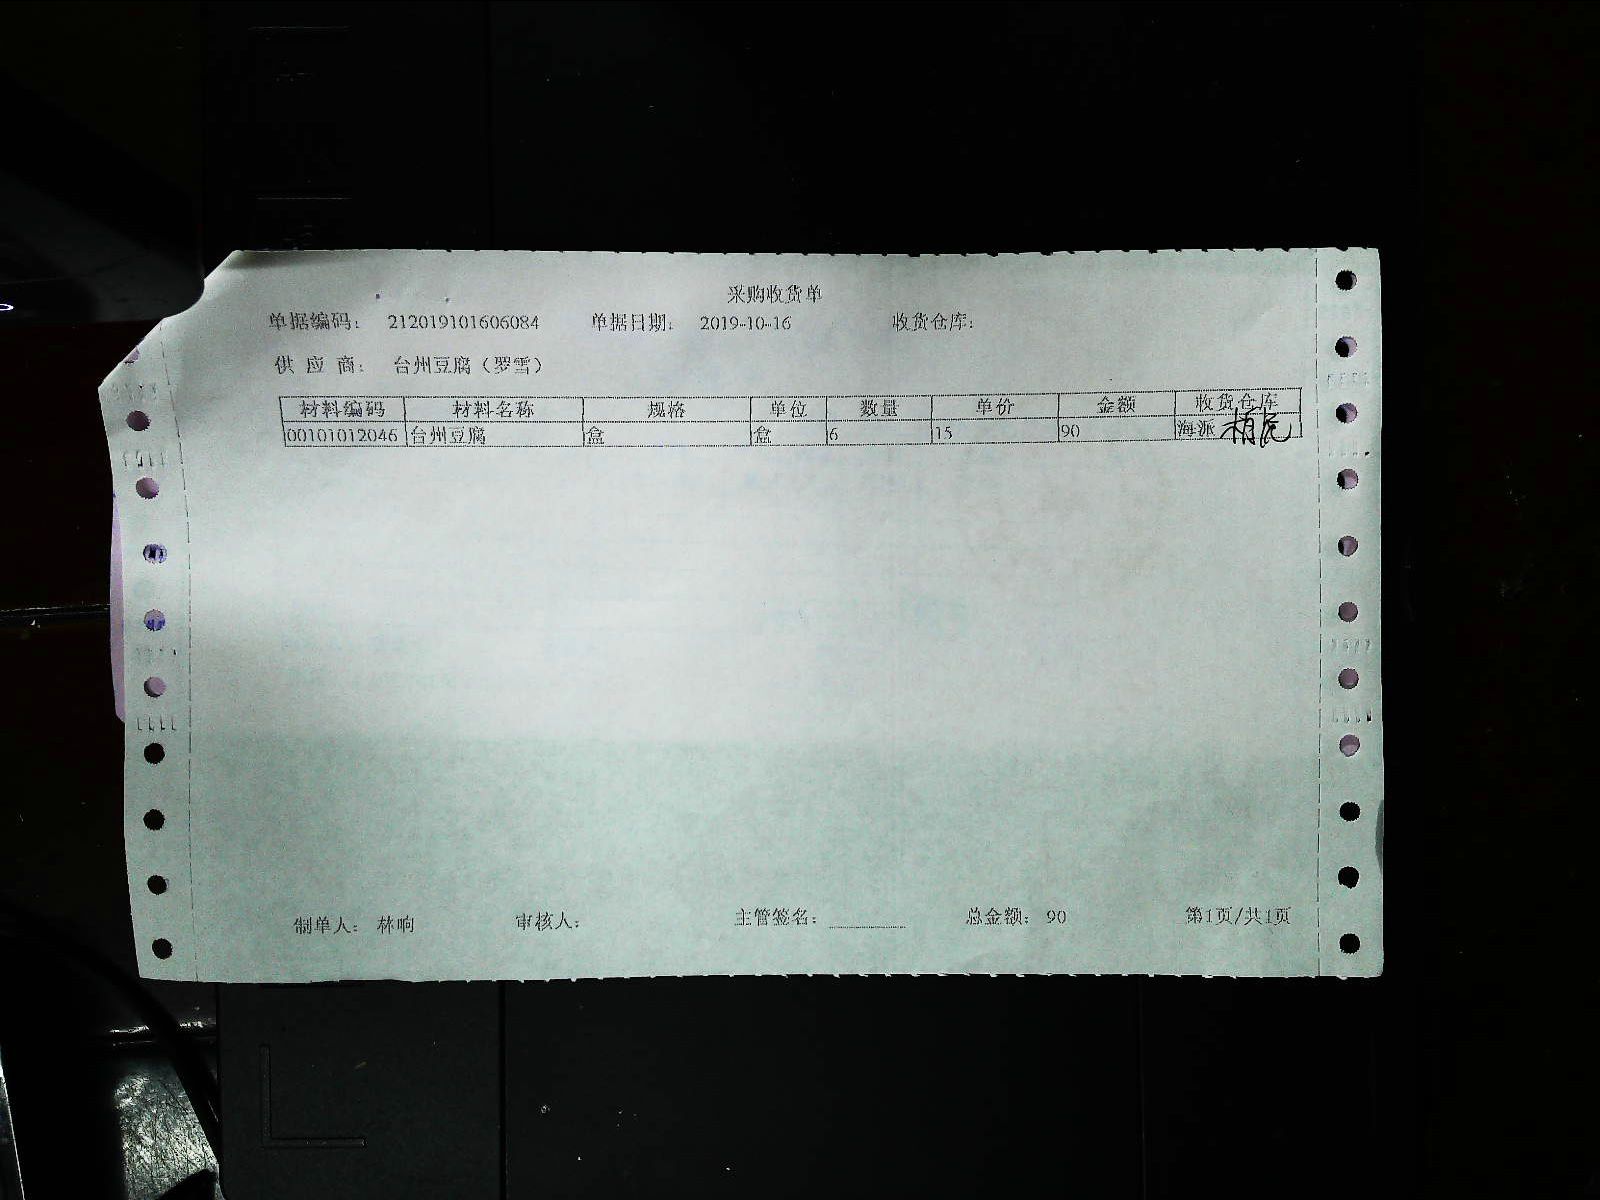 采购收货单
单据编码： 212019101606084 单据日期： 2019-10-16 收货仓库：
供 应 商： 台州豆腐（罗雪）
材料编码 材料名称 规格 单位 数量 单价 金额 收货仓库
00101012046 台州豆腐 盒 盒 6 15 90 海派
制单人： 林响 审核人： 主管签名： 总金额： 90 第1页/共1页